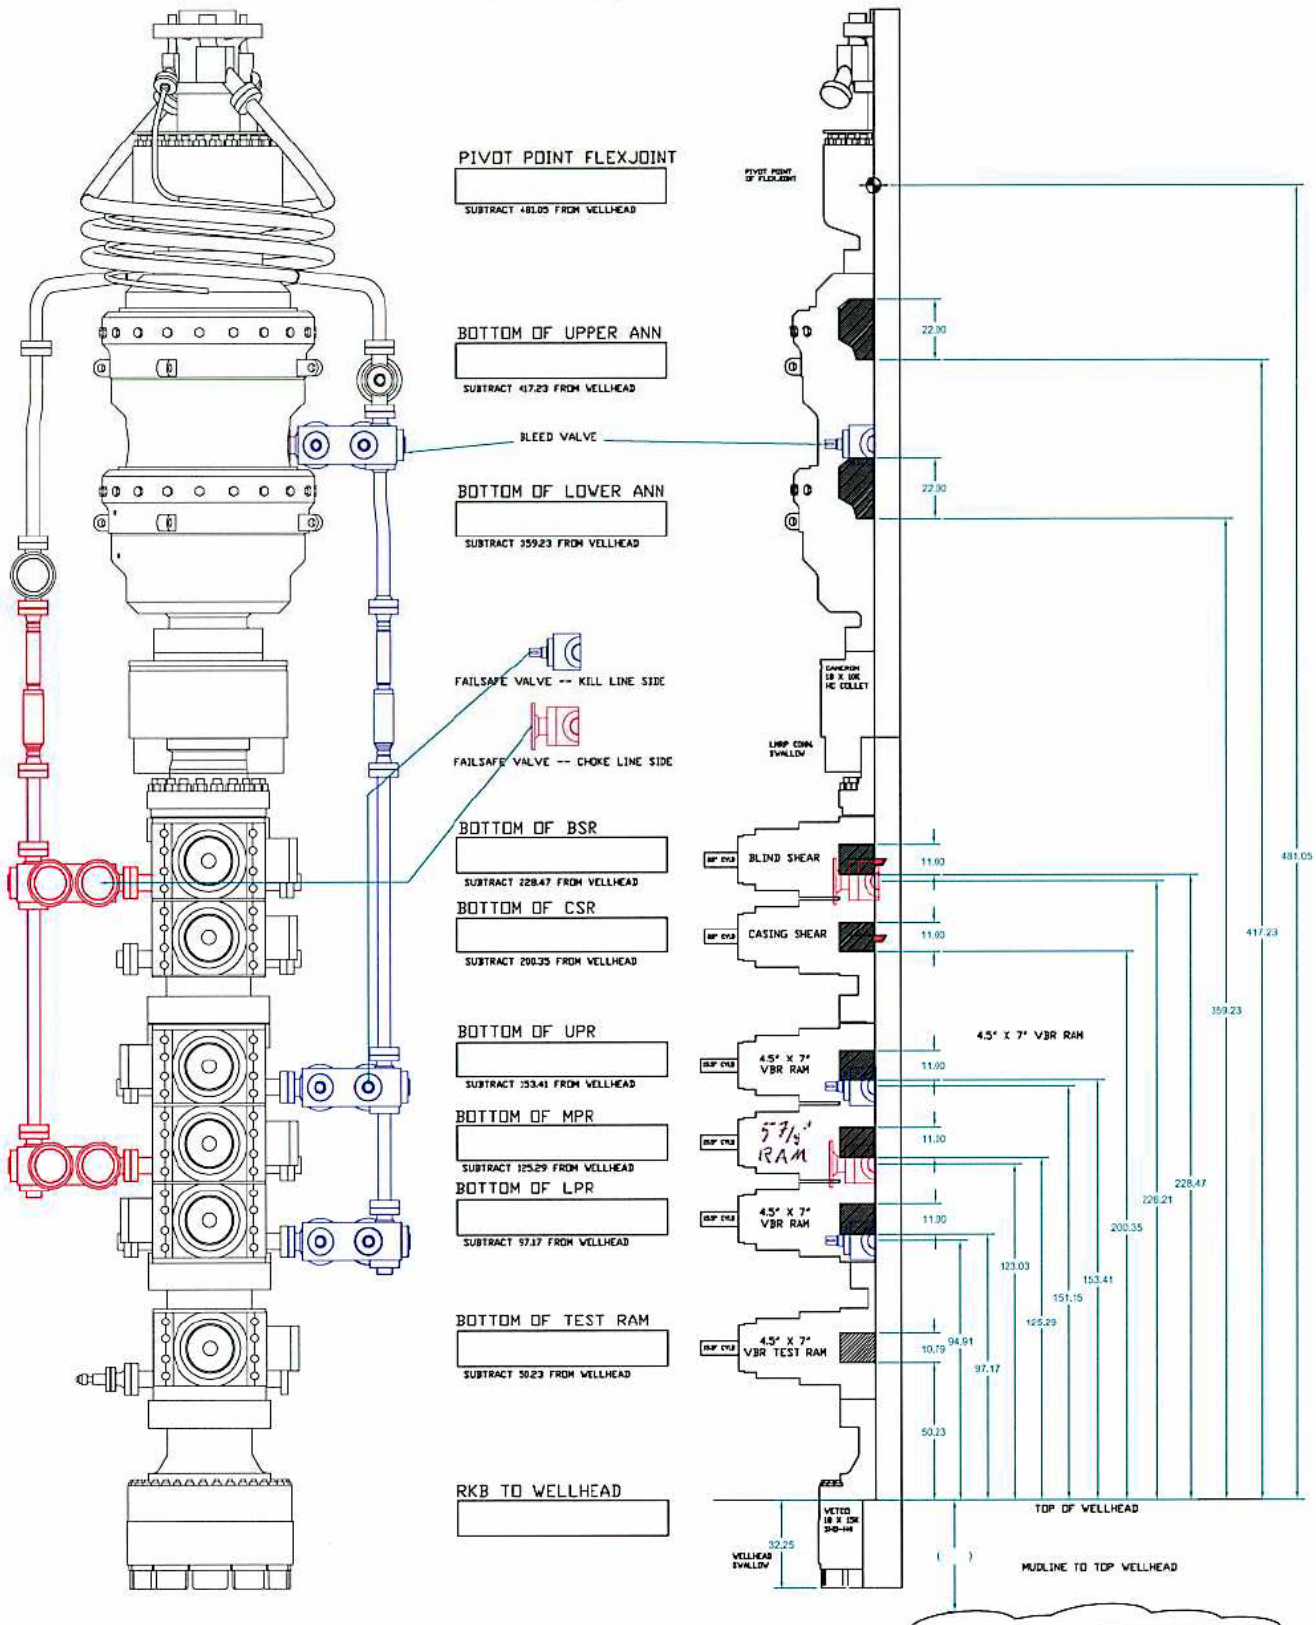 PIVOT POINT FLEXJOINT
SUBTRACT 481.05 FROM WELLHEAD
PIVOT POINT
OF FLEXJOINT
BOTTOM OF UPPER ANN
SUBTRACT 417.23 FROM WELLHEAD
22.00
BLEED VALVE
BOTTOM OF LOWER ANN
SUBTRACT 359.23 FROM WELLHEAD
22.00
FAILSAFE VALVE -- KILL LINE SIDE
CAMERON
18 X 10K
HC COLLET
FAILSAFE VALVE -- CHOKE LINE SIDE
LMRP CONN.
SWALLOW
BOTTOM OF BSR
SUBTRACT 228.47 FROM WELLHEAD
BLIND SHEAR
11.00
481.05
BOTTOM OF CSR
SUBTRACT 200.35 FROM WELLHEAD
CASING SHEAR
11.00
417.23
359.23
BOTTOM OF UPR
SUBTRACT 153.41 FROM WELLHEAD
4.5" X 7"
VBR RAM
11.00
4.5" X 7" VBR RAM
BOTTOM OF MPR
SUBTRACT 125.29 FROM WELLHEAD
5 7/8"
RAM
11.00
BOTTOM OF LPR
SUBTRACT 97.17 FROM WELLHEAD
4.5" X 7"
VBR RAM
11.00
228.47
226.21
200.35
153.41
151.15
125.29
123.03
97.17
94.91
BOTTOM OF TEST RAM
SUBTRACT 50.23 FROM WELLHEAD
4.5" X 7"
VBR TEST RAM
10.79
50.23
RKB TO WELLHEAD
VETCO
18 X 15K
SHD-H4
TOP OF WELLHEAD
32.25
WELLHEAD
SWALLOW
( )
MUDLINE TO TOP WELLHEAD